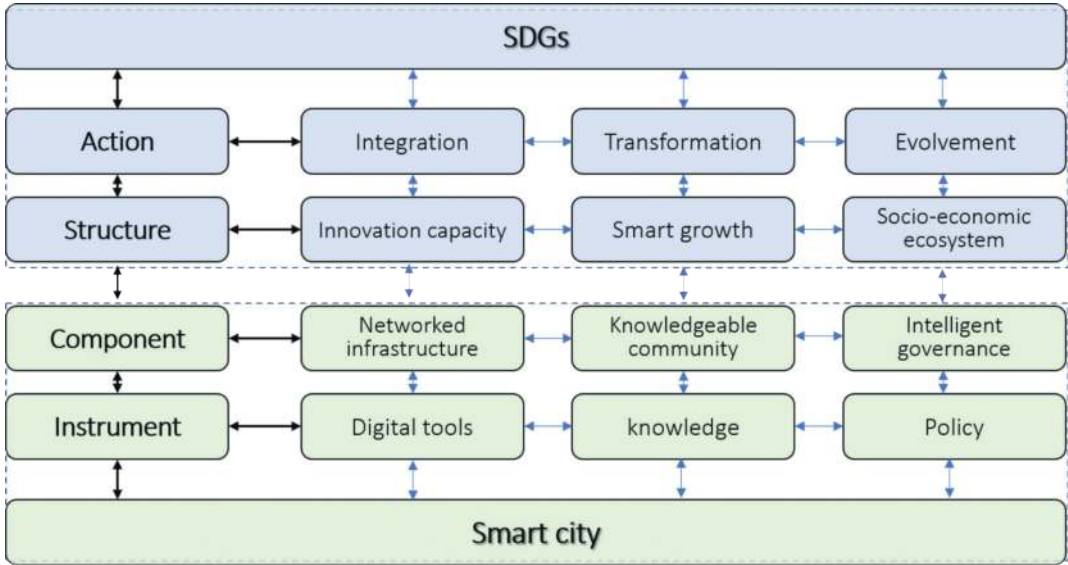 SDGs
Action
Integration
Transformation
Evolvement
Structure
Innovation capacity
Smart growth
Socio-economic
ecosystem
Component
Networked
infrastructure
Knowledgeable
community
Intelligent
governance
Instrument
Digital tools
knowledge
Policy
Smart city